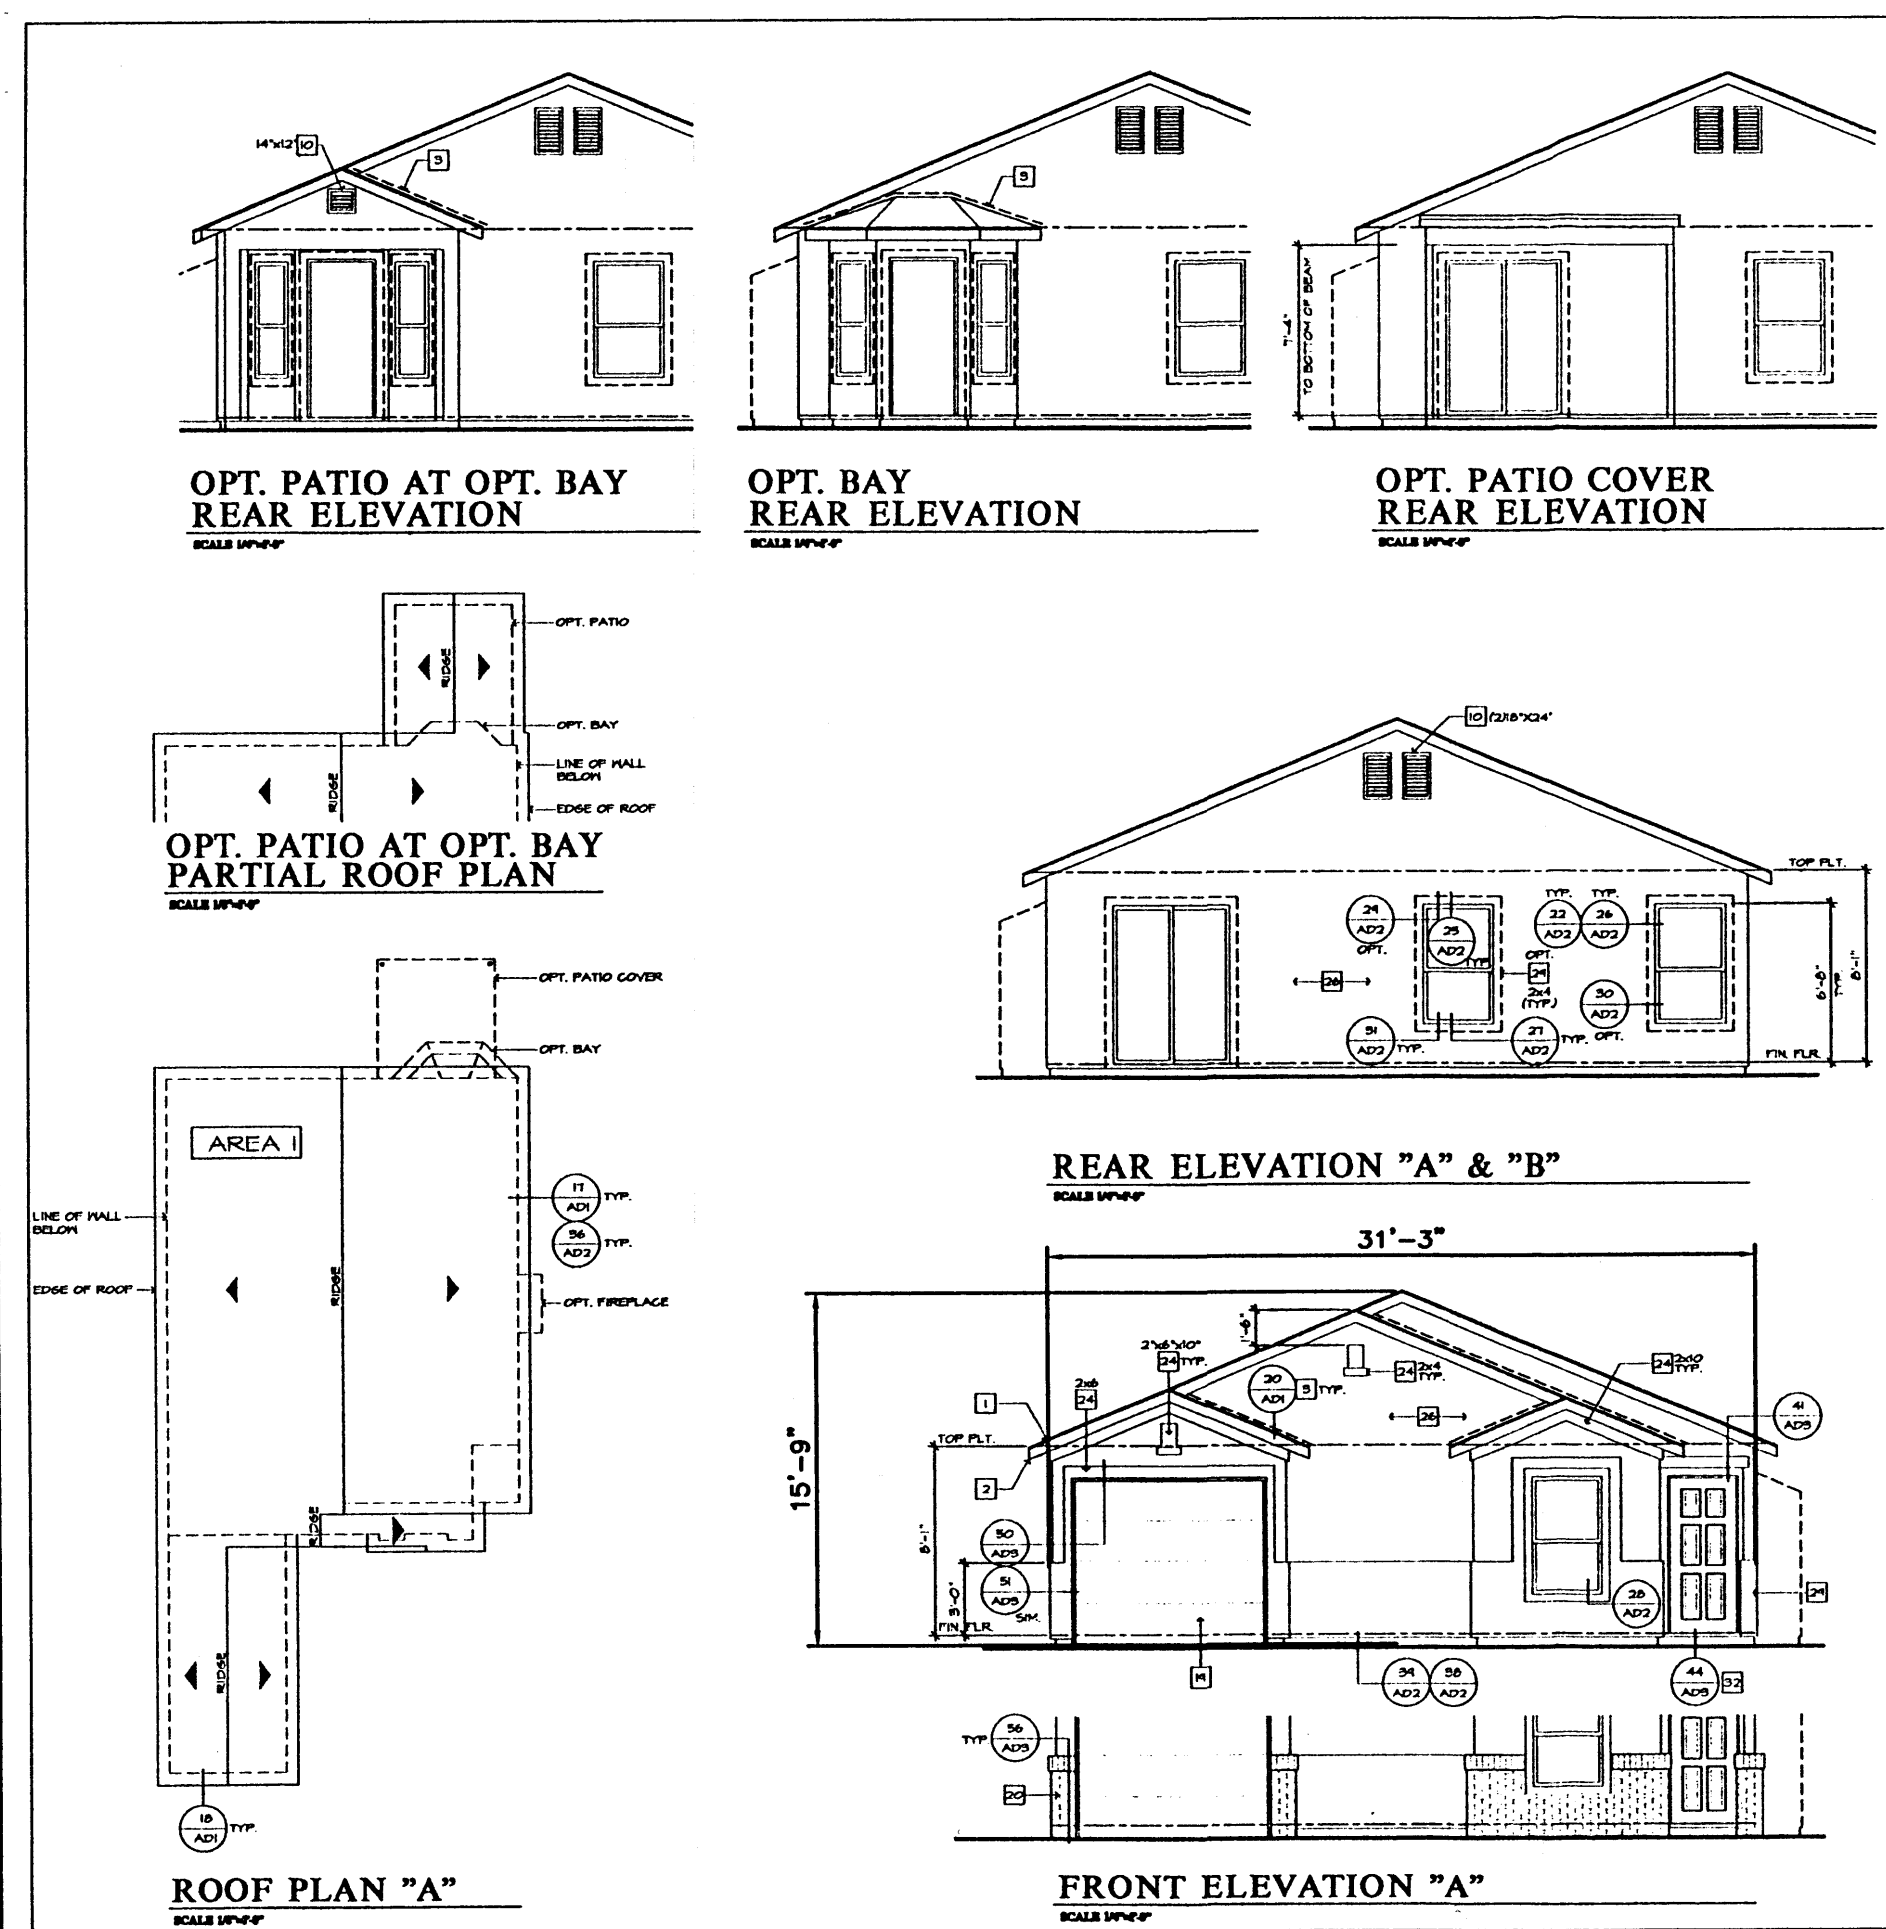 14"x12" 10
9
7'-4"
TO BOTTOM OF BEAM
OPT. PATIO AT OPT. BAY
REAR ELEVATION
OPT. BAY
REAR ELEVATION
9
OPT. PATIO COVER
REAR ELEVATION
OPT. PATIO
RIDGE
OPT. BAY
LINE OF WALL
BELOW
RIDGE
EDGE OF ROOF
OPT. PATIO AT OPT. BAY
PARTIAL ROOF PLAN
10 (2)18"X24"
TOP PLT.
TYP. TYP.
24
AD2
OPT.
25
AD2
TYP.
22
AD2
26
AD2
OPT.
29
2x4
(TYP.)
28
30
AD2
OPT.
31
AD2
TYP.
27
AD2
TYP.
6'-8"
TYP.
8'-1"
FIN. FLR.
REAR ELEVATION "A" & "B"
OPT. PATIO COVER
OPT. BAY
AREA 1
LINE OF WALL
BELOW
17
AD1
TYP.
36
AD2
TYP.
EDGE OF ROOF
RIDGE
OPT. FIREPLACE
RIDGE
RIDGE
18
AD1
TYP.
ROOF PLAN "A"
31'-3"
15'-9"
1'-6"
2"x6"x10"
24 TYP.
2x6
24
24 2x4
TYP.
20
AD1
5 TYP.
24 2x10
TYP.
28
41
AD3
1
TOP PLT.
2
8'-1"
3'-0"
50
AD3
51
AD3
SIM.
FIN. FLR.
28
AD2
29
19
39
AD2
38
AD2
44
AD3
32
TYP.
56
AD3
20
FRONT ELEVATION "A"